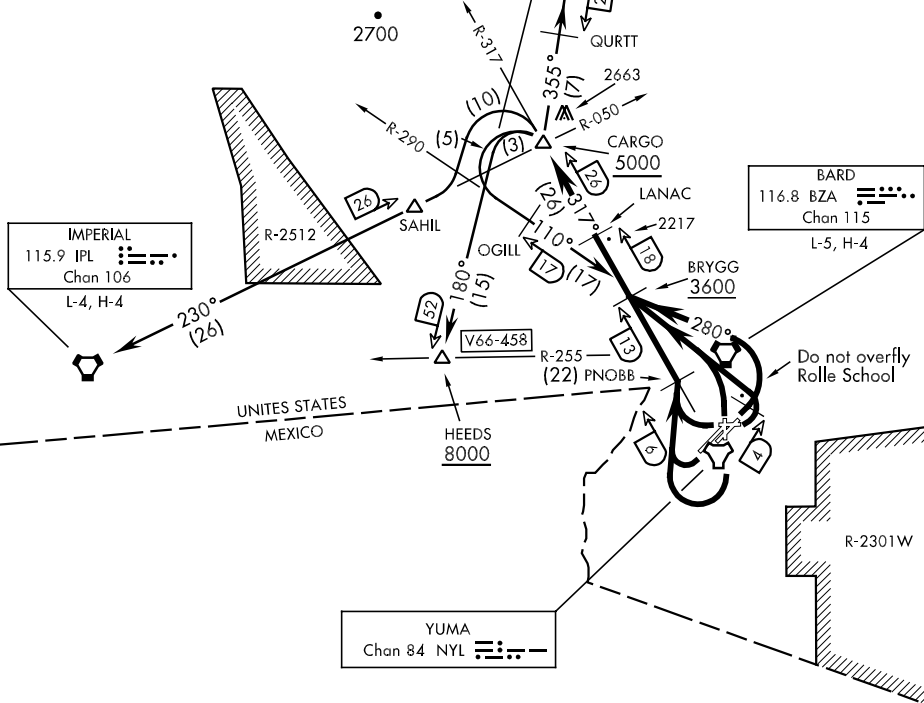 2700
R-317
QURTT
355°
(7)
2663
(10)
R-050
R-290
(5)
(3)
CARGO
5000
26
317°
(26)
LANAC
2217
18
BARD
116.8 BZA
Chan 115
L-5, H-4
26
R-2512
SAHIL
IMPERIAL
115.9 IPL
Chan 106
L-4, H-4
OGILL
110°
(17)
17
BRYGG
3600
230°
(26)
180°
(15)
52
13
280°
V66-458
R-255
(22)
PNOBB
Do not overfly
Rolle School
UNITES STATES
MEXICO
HEEDS
8000
6
4
R-2301W
YUMA
Chan 84 NYL